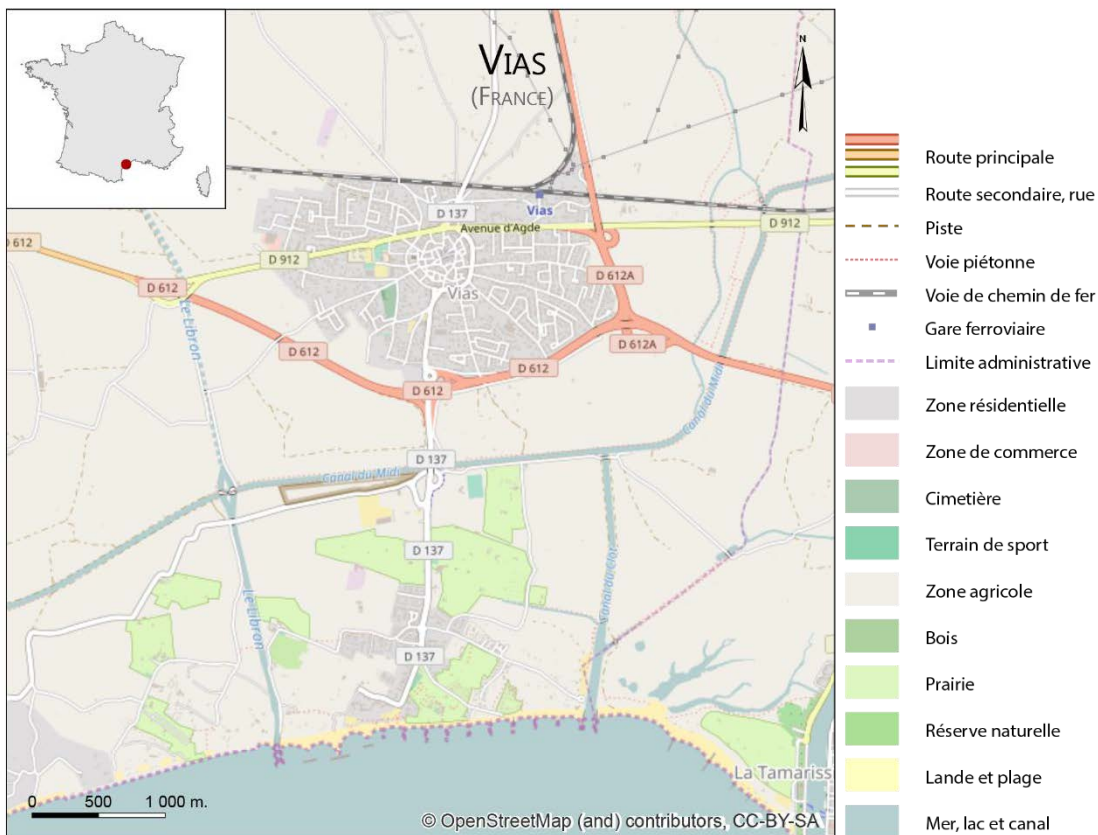 VIAS
(FRANCE)
N
D 137
Vias
Avenue d'Agde
D 912
D 612
D 912
D 612A
D 612
Vias
Le Libron
D 612
D 612A
D 612
D 612
Canal du Midi
D 137
Canal du Midi
D 137
Le Libron
Canal du Clot
D 137
La Tamariss
0 500 1 000 m.
© OpenStreetMap (and) contributors, CC-BY-SA
Route principale
Route secondaire, rue
Piste
Voie piétonne
Voie de chemin de fer
Gare ferroviaire
Limite administrative
Zone résidentielle
Zone de commerce
Cimetière
Terrain de sport
Zone agricole
Bois
Prairie
Réserve naturelle
Lande et plage
Mer, lac et canal